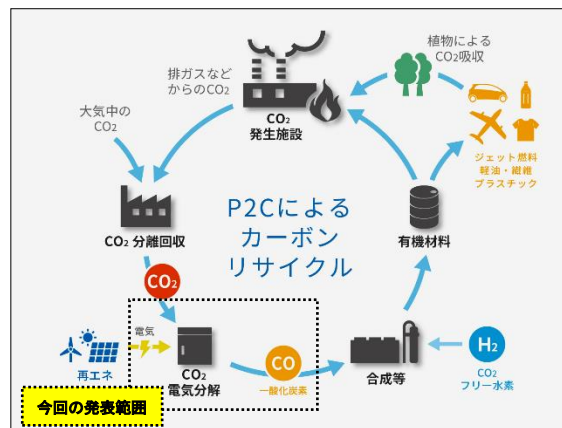 植物による
CO2吸収
排ガスなど
からのCO2
大気中の
CO2
CO2
発生施設
ジェット燃料
軽油・繊維
プラスチック
P2Cによる
カーボン
リサイクル
CO2 分離回収
有機材料
CO2
電気
再エネ
CO2
電気分解
CO
一酸化炭素
合成等
H2
CO2
フリー水素
今回の発表範囲